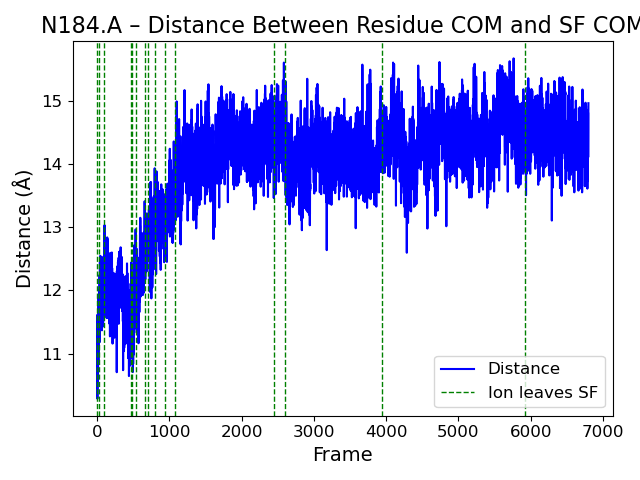 N184.A – Distance Between Residue COM and SF COM
Distance (Å)
15
14
13
12
11
Distance
Ion leaves SF
0 1000 2000 3000 4000 5000 6000 7000
Frame